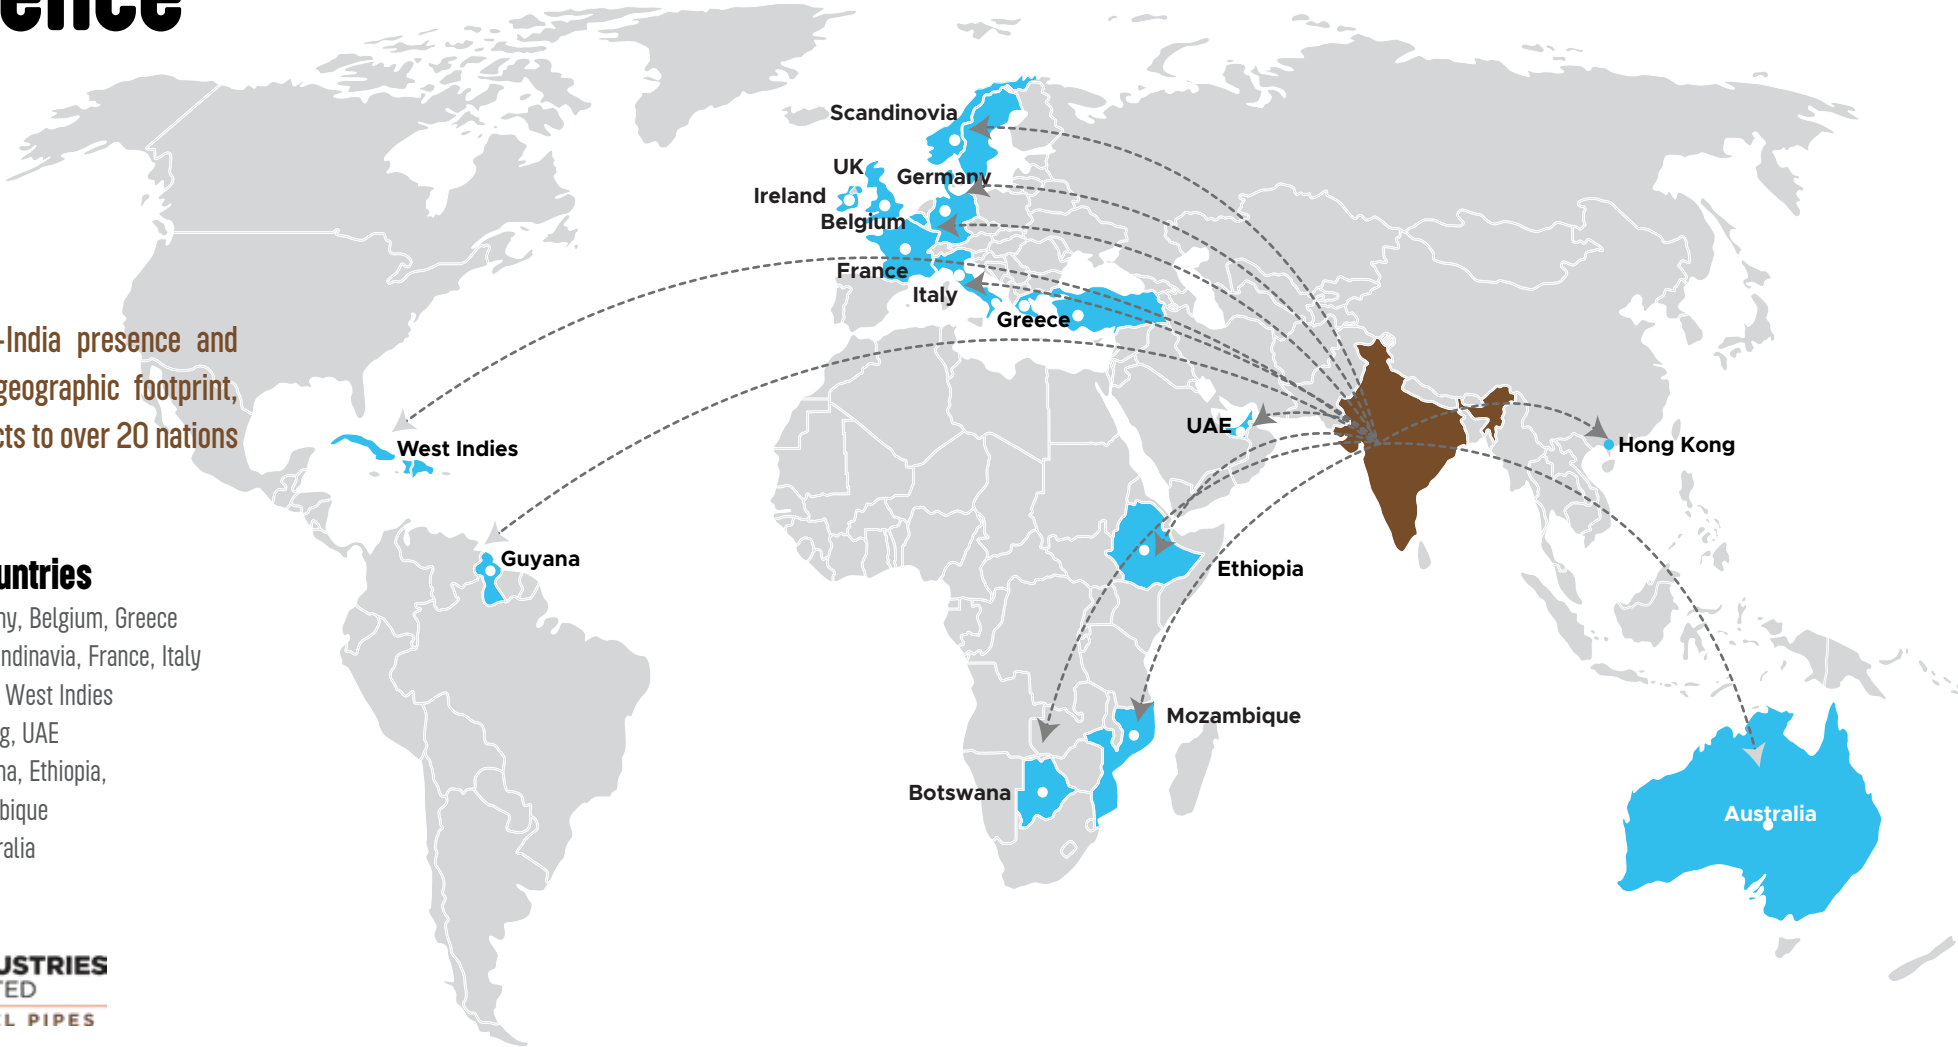 ence
-India presence and
geographic footprint,
cts to over 20 nations
untries
ny, Belgium, Greece
ndinavia, France, Italy
West Indies
g, UAE
na, Ethiopia,
bique
ralia
USTRIES
TED
EL PIPES
Scandinovia
UK
Germany
Ireland
Belgium
France
Italy
Greece
West Indies
UAE
Hong Kong
Guyana
Ethiopia
Mozambique
Botswana
Australia